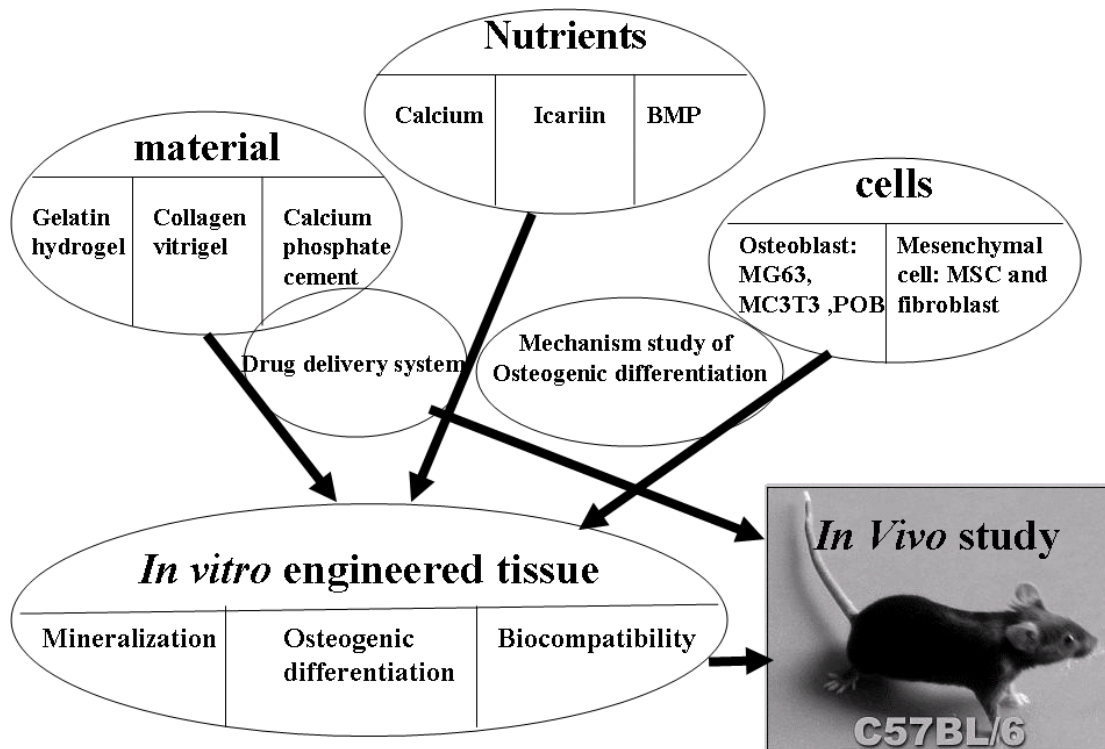 Nutrients
Calcium
Icariin
BMP
material
Gelatin
hydrogel
Collagen
vitrigel
Calcium
phosphate
cement
cells
Osteoblast:
MG63,
MC3T3 ,POB
Mesenchymal
cell: MSC and
fibroblast
Drug delivery system
Mechanism study of
Osteogenic differentiation
In vitro engineered tissue
Mineralization
Osteogenic
differentiation
Biocompatibility
In Vivo study
C57BL/6